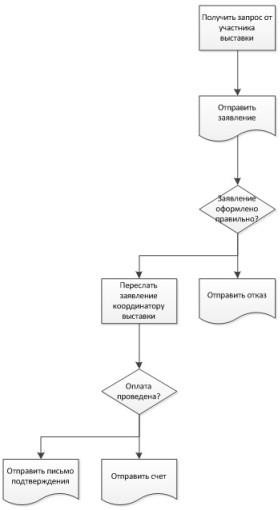 Получить запрос от
участника
выставки
Отправить
заявление
Заявление
оформлено
правильно?
Переслать
заявление
координатору
выставки
Отправить отказ
Оплата
проведена?
Отправить письмо
подтверждения
Отправить счет